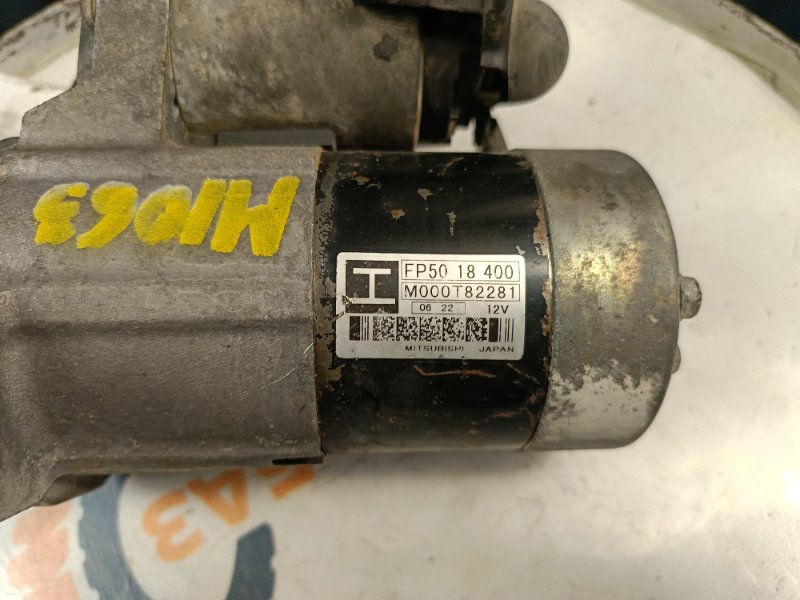 M1063
H
FP50 18 400
M000T82281
06 22 12V
MITSUBISHI JAPAN